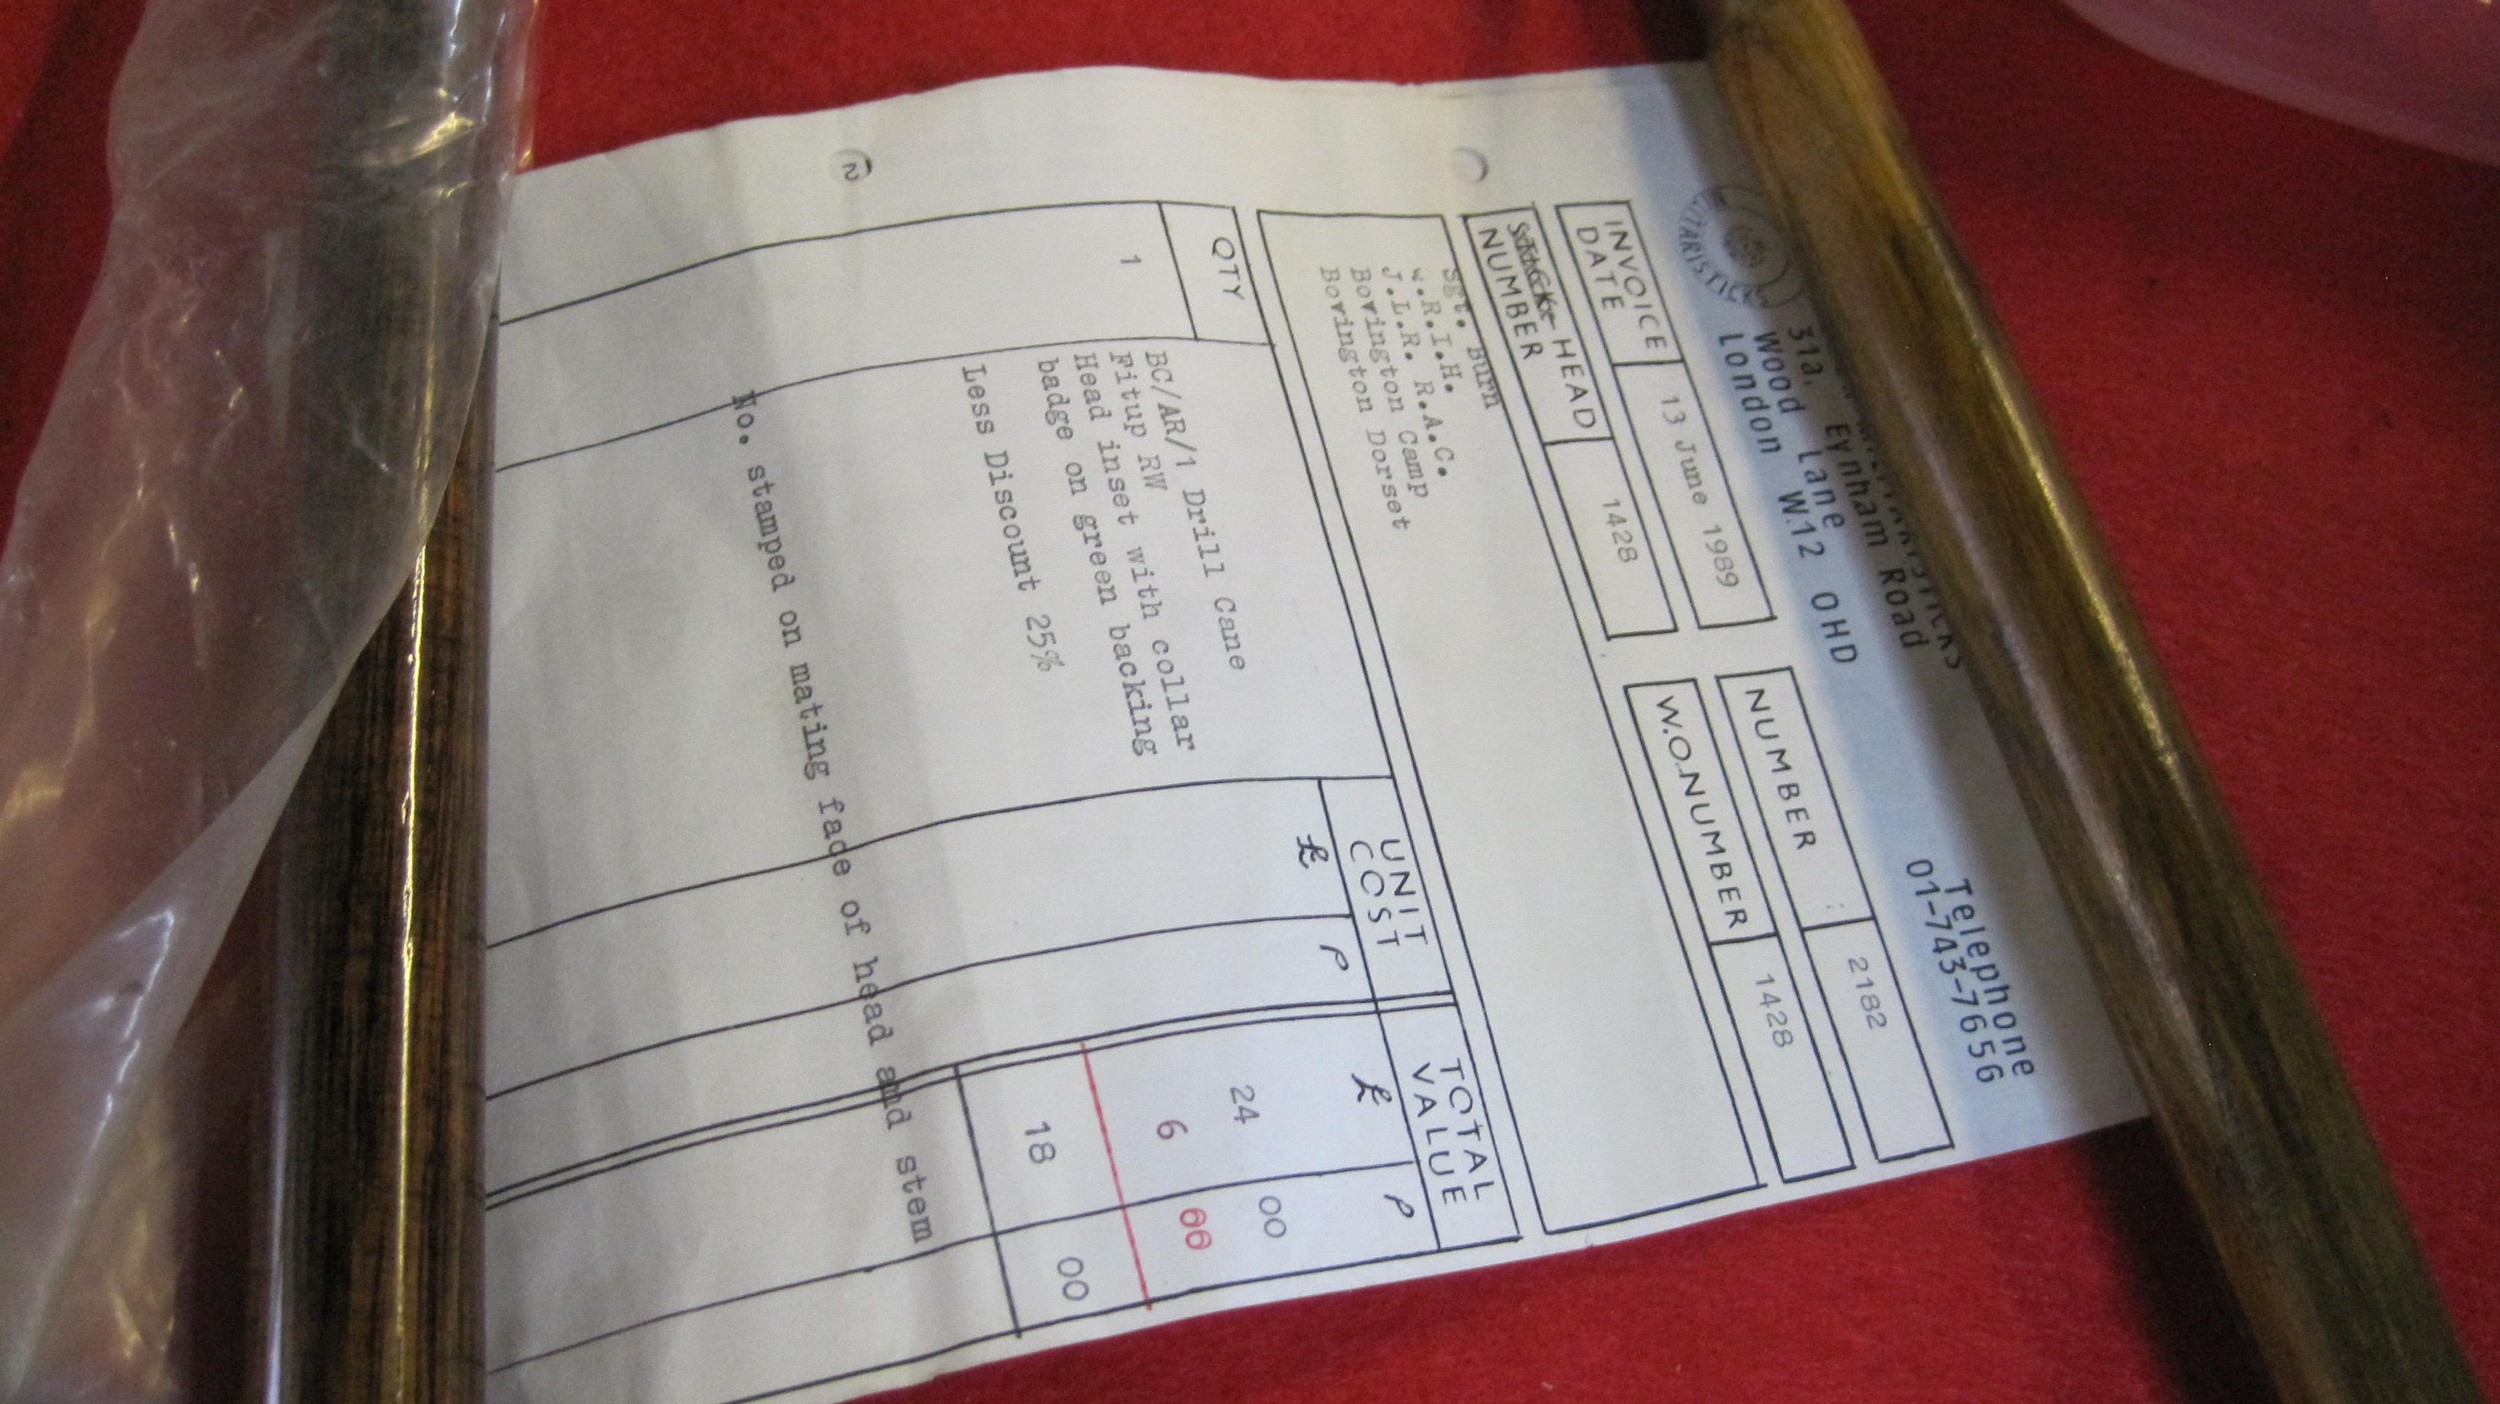 31a. Eynham Road
Wood Lane
London W.12 OHD
Telephone
01-743-7656
INVOICE DATE 13 June 1989
NUMBER : 2182
HEAD NUMBER 1428
W.O.NUMBER 1428
Sgt. Burn
.R.I.H.
J.L.R. R.A.C.
Bovington Camp
Bovington Dorset
QTY
UNIT COST
TOTAL VALUE
£ p £ p
1 BC/AR/1 Drill Cane 24 00
Fitup RW with collar
Head inset
badge on green backing 6 00
Less Discount 25%
18 00
No. stamped on mating face of head and stem